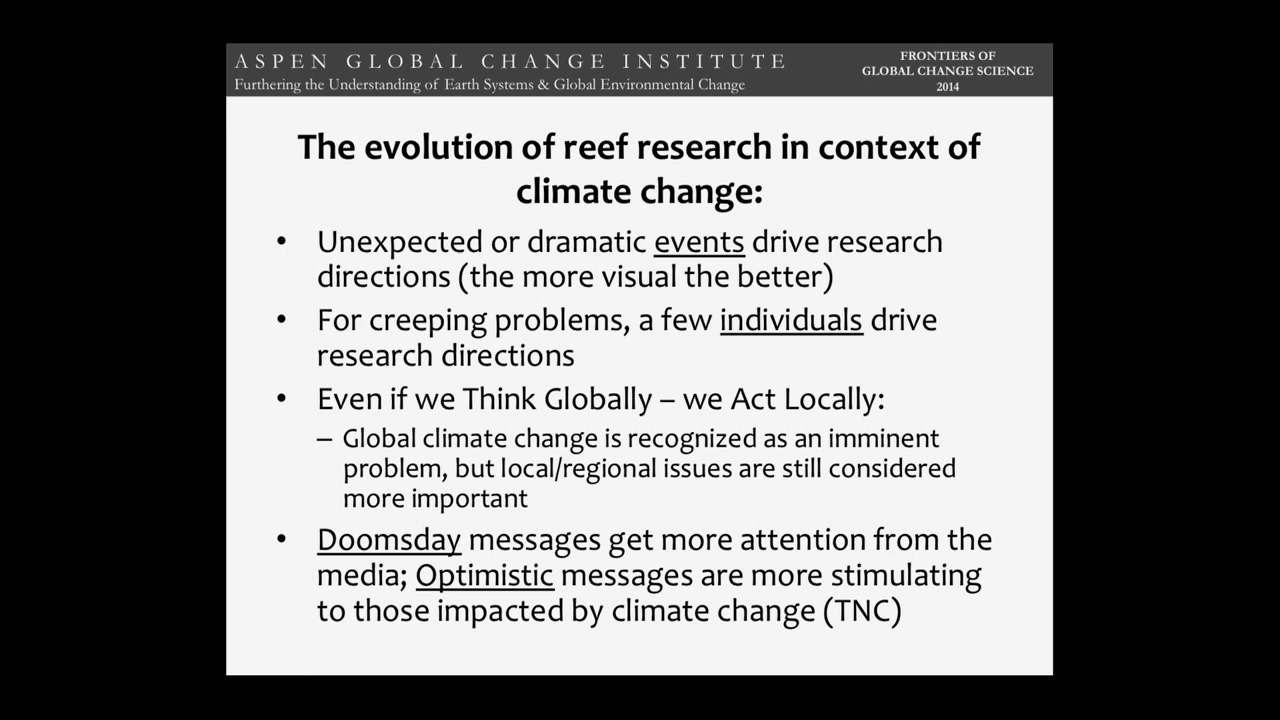 ASPEN GLOBAL CHANGE INSTITUTE
Furthering the Understanding of Earth Systems & Global Environmental Change
FRONTIERS OF
GLOBAL CHANGE SCIENCE
2014
The evolution of reef research in context of
climate change:
• Unexpected or dramatic events drive research
directions (the more visual the better)
• For creeping problems, a few individuals drive
research directions
• Even if we Think Globally – we Act Locally:
– Global climate change is recognized as an imminent
problem, but local/regional issues are still considered
more important
• Doomsday messages get more attention from the
media; Optimistic messages are more stimulating
to those impacted by climate change (TNC)